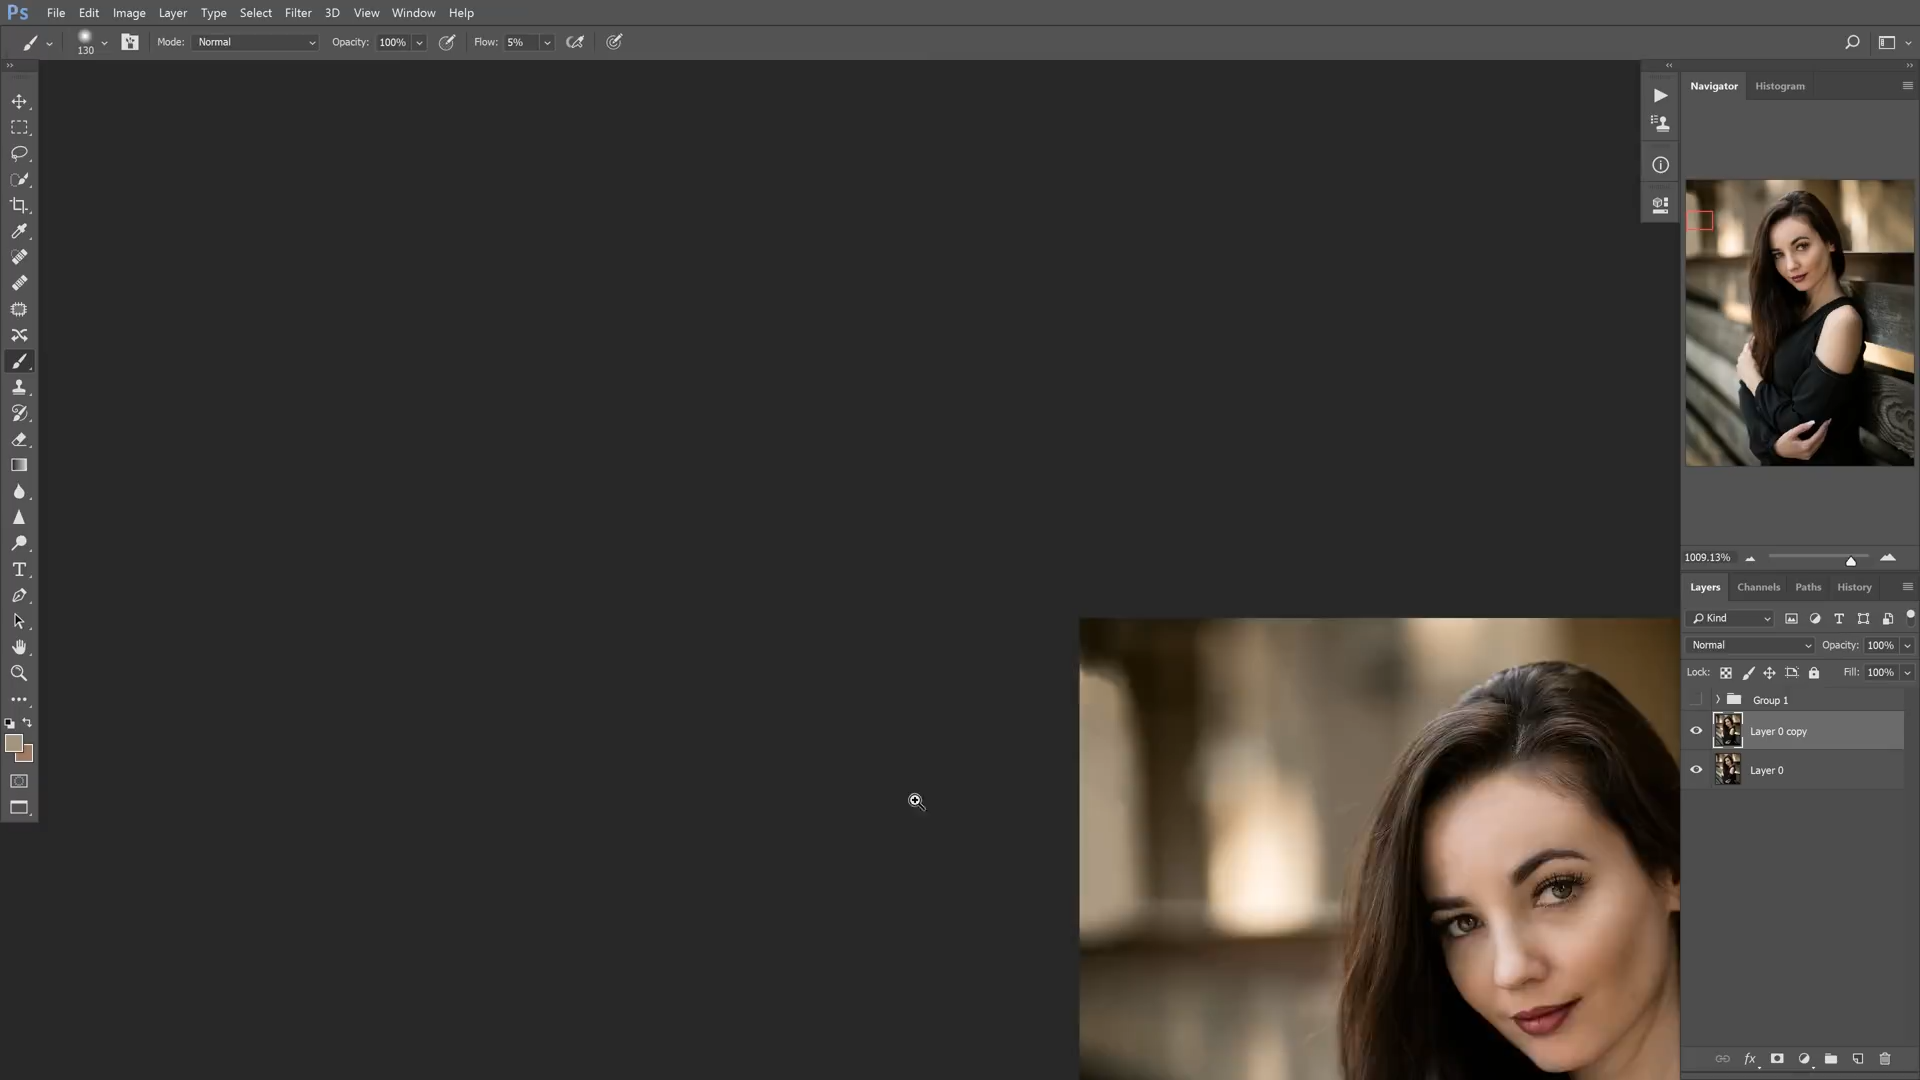 Ps File Edit Image Layer Type Select Filter 3D View Window Help
130 Mode: Normal Opacity: 100% Flow: 5%
Navigator Histogram
1009.13%
Layers Channels Paths History
Kind
Normal Opacity: 100%
Lock: Fill: 100%
Group 1
Layer 0 copy
Layer 0
fx